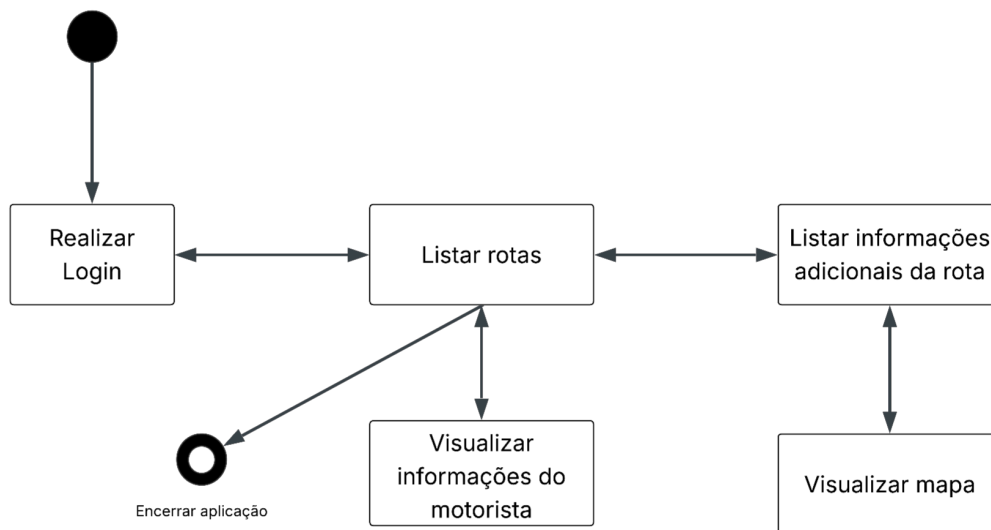 Realizar
Login
Listar rotas
Listar informações
adicionais da rota
Visualizar
informações do
motorista
Visualizar mapa
Encerrar aplicação